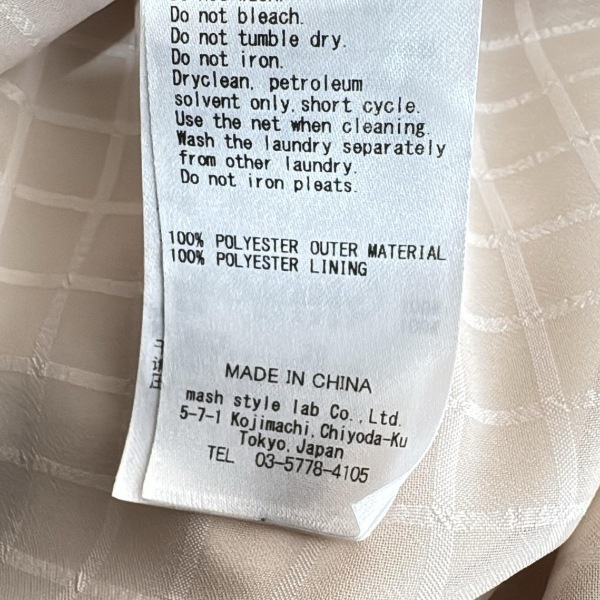 Do not bleach.
Do not tumble dry.
Do not iron.
Dryclean, petroleum
solvent only, short cycle.
Use the net when cleaning.
Wash the laundry separately
from other laundry.
Do not iron pleats.
100% POLYESTER OUTER MATERIAL
100% POLYESTER LINING
MADE IN CHINA
mash style lab Co., Ltd.
5-7-1 Kojimachi, Chiyoda-Ku
Tokyo, Japan
TEL 03-5778-4105